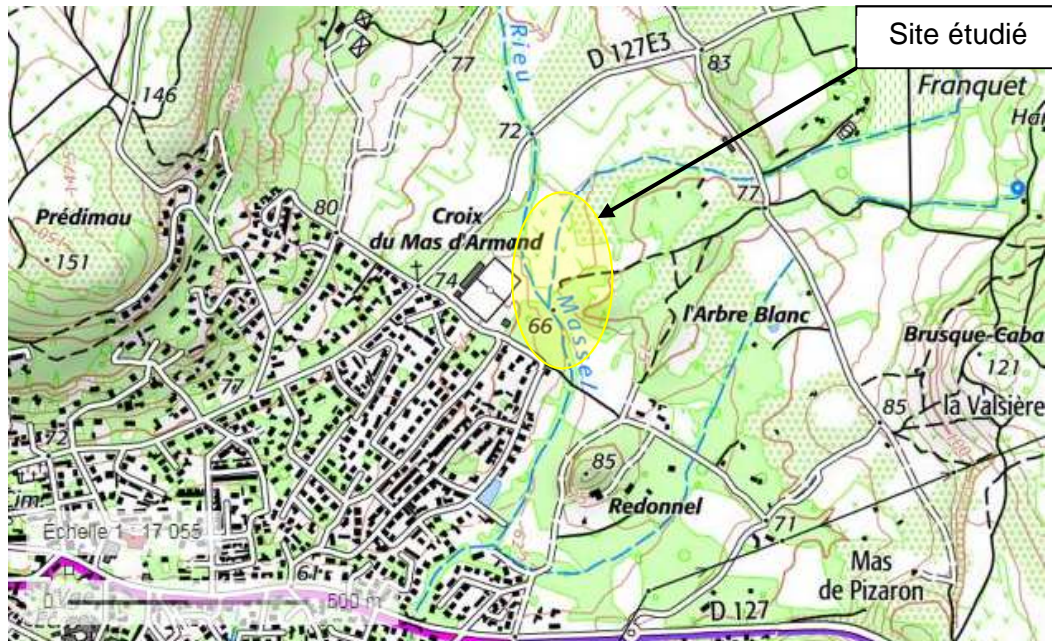 Site étudié
Rieu
Massel
D 127E3
77
83
Franquet
146
72
77
80
Prédimau
151
Croix
du Mas d'Armand
74
66
l'Arbre Blanc
Brusque-Caba
121
la Valsière
77
85
72
85
Redonnel
71
Échelle 1 : 17 055
61
500 m
Mas
de Pizaron
D 127